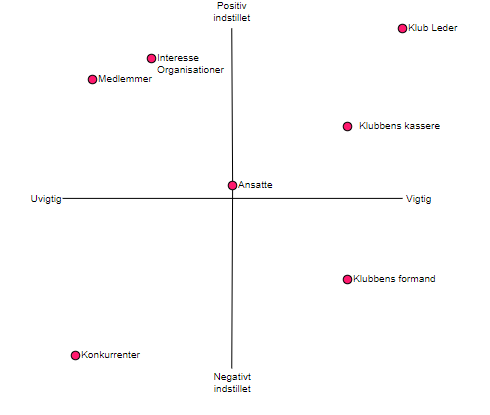 Positiv
indstillet
Klub Leder
Interesse
Organisationer
Medlemmer
Klubbens kassere
Ansatte
Uvigtig
Vigtig
Klubbens formand
Konkurrenter
Negativt
indstillet